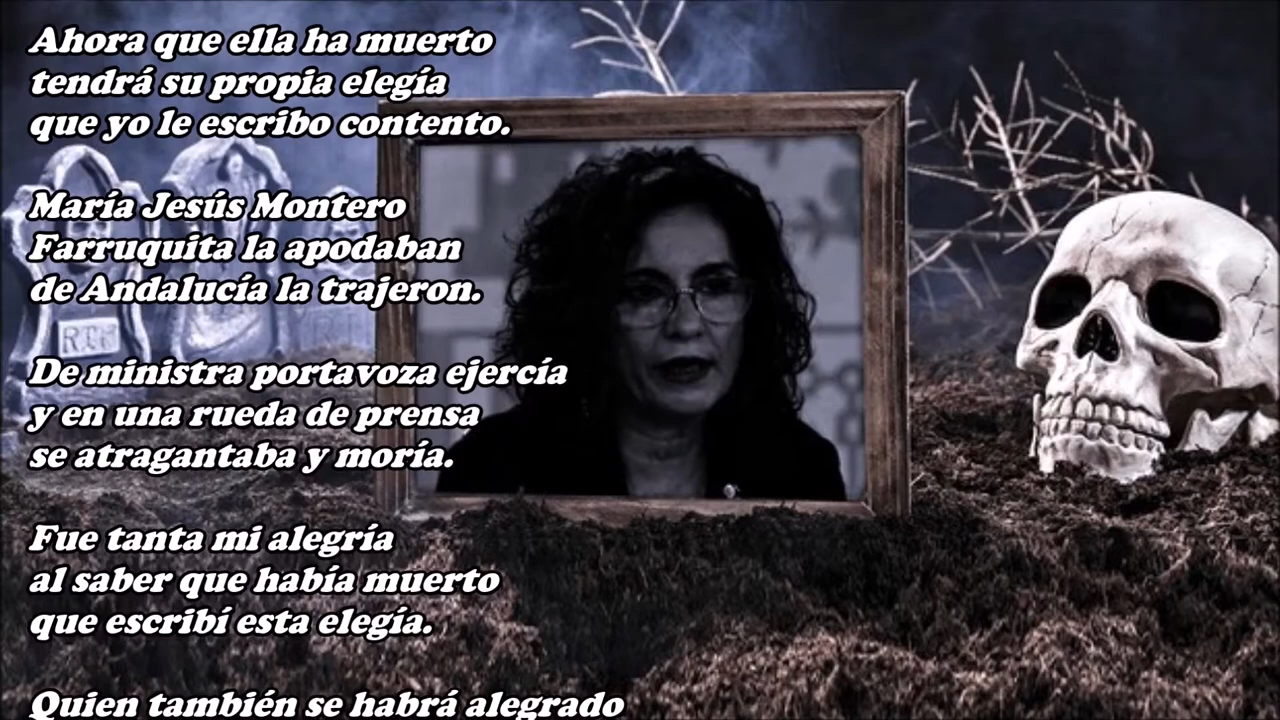 Ahora que ella ha muerto
tendrá su propia elegía
que yo le escribo contento.
María Jesús Montero
Farruquita la apodaban
de Andalucía la trajeron.
De ministra portavoza ejercía
y en una rueda de prensa
se atragantaba y moría.
Fue tanta mi alegría
al saber que había muerto
que escribí esta elegía.
Quien también se habrá alegrado
RIP